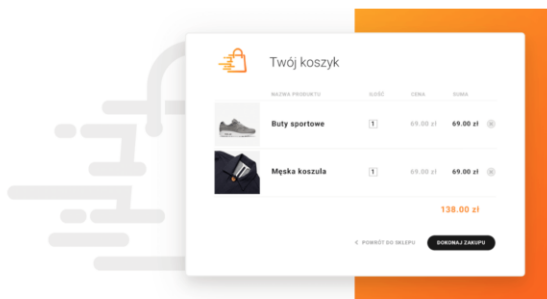 Twój koszyk
NAZWA PRODUKTU ILOŚĆ CENA SUMA
Buty sportowe 1 69.00 zł 69.00 zł
Męska koszula 1 69.00 zł 69.00 zł
138.00 zł
POWRÓT DO SKLEPU DOKONAJ ZAKUPU